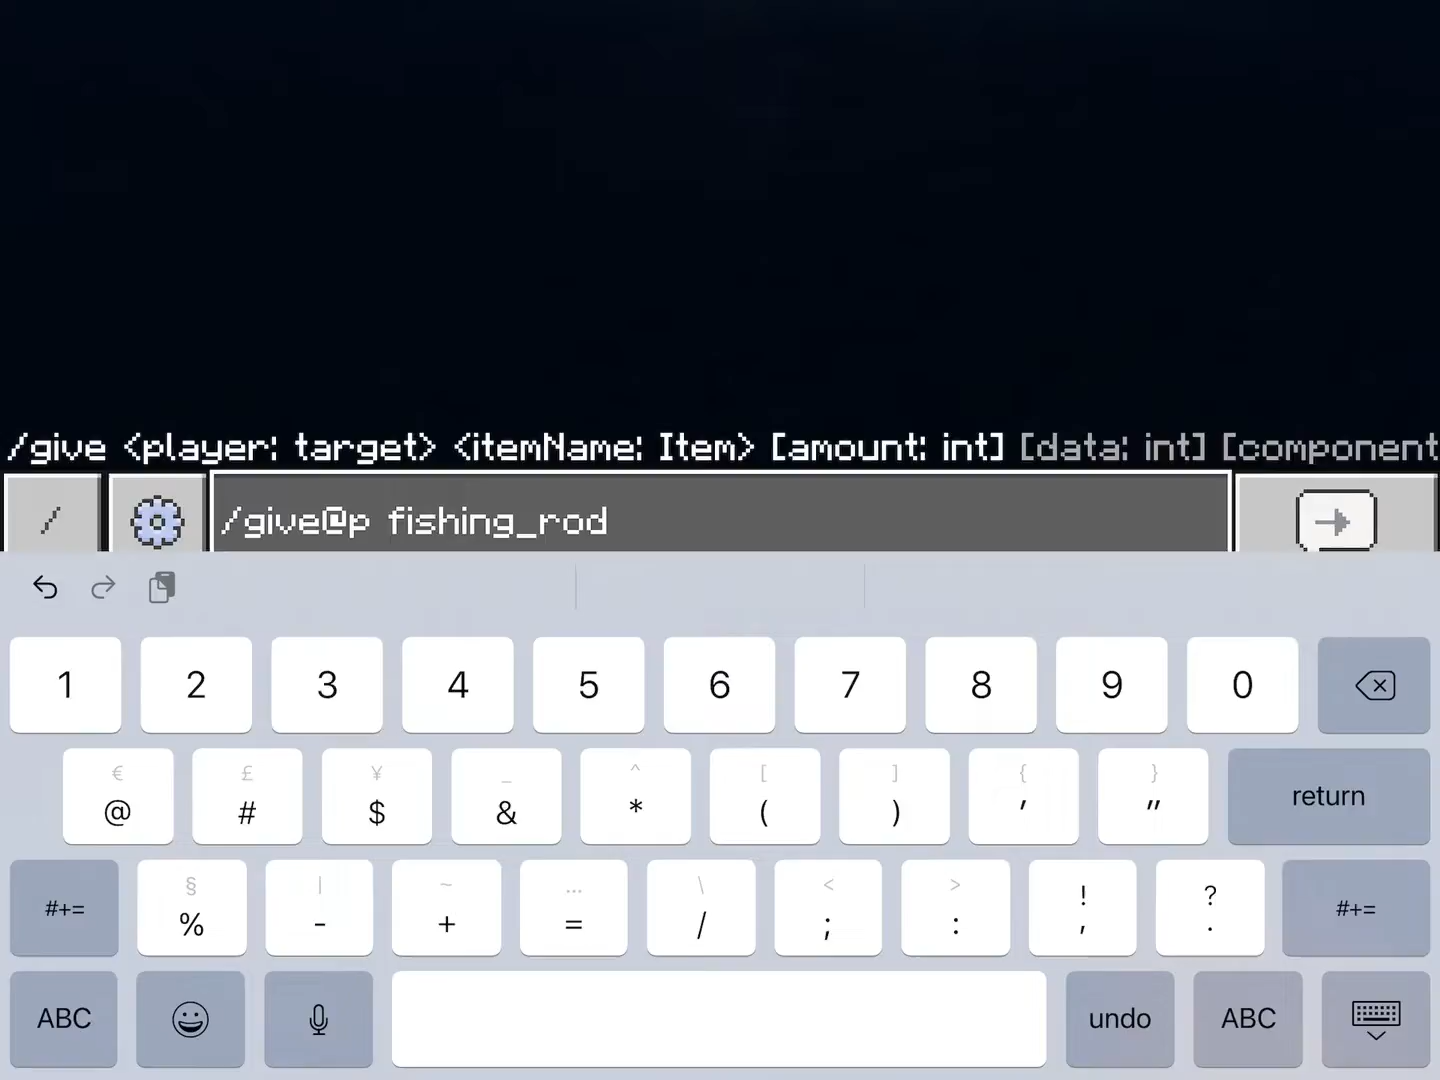 /give <player: target> <itemName: Item> [amount: int] [data: int] [component
/
/give@p fishing_rod
1 2 3 4 5 6 7 8 9 0
€ £ ¥ _ ^ [ ] { }
@ # $ & * ( ) ' " return
§ | ~ ... \ < > ! ?
#+= % - + = / ; : , . #+=
ABC undo ABC